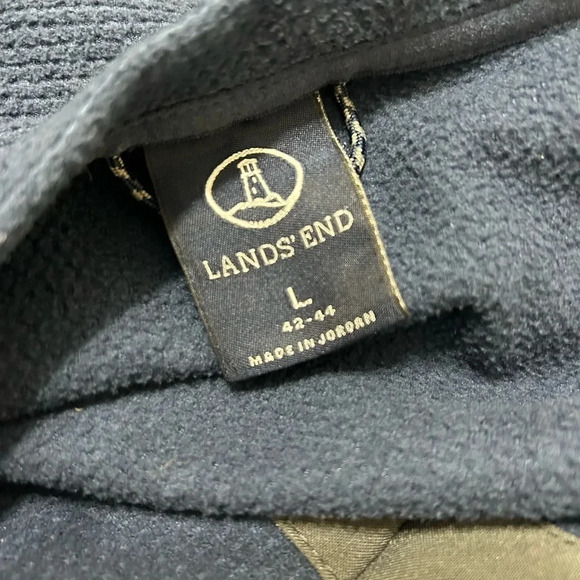 LANDS' END
L
42-44
MADE IN JORDAN